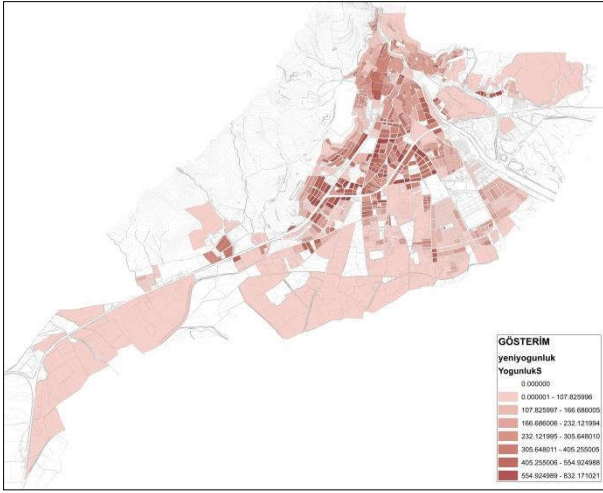 GÖSTERİM
yeniyogunluk
YogunlukS
0.000000
0.000001 - 107.825996
107.825997 - 166.686005
166.686006 - 232.121994
232.121995 - 305.648010
305.648011 - 405.255005
405.255006 - 554.924988
554.924989 - 832.171021